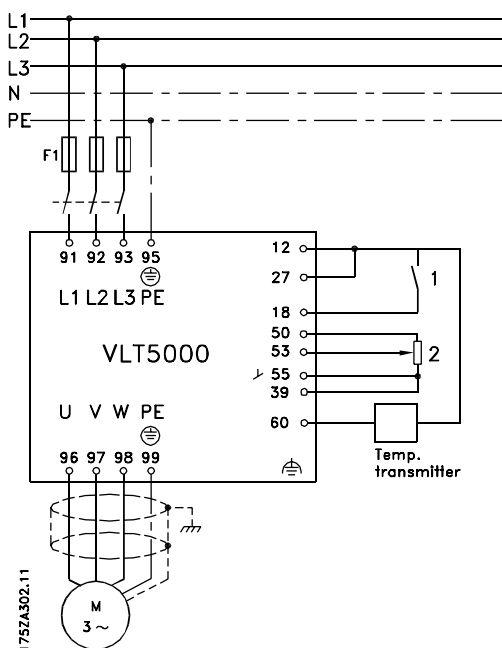 L1
L2
L3
N
PE
F1
91 92 93 95
L1 L2 L3 PE
VLT5000
U V W PE
96 97 98 99
12
27
18
50
53
55
39
60
1
2
Temp.
transmitter
M
3~
175ZA302.11